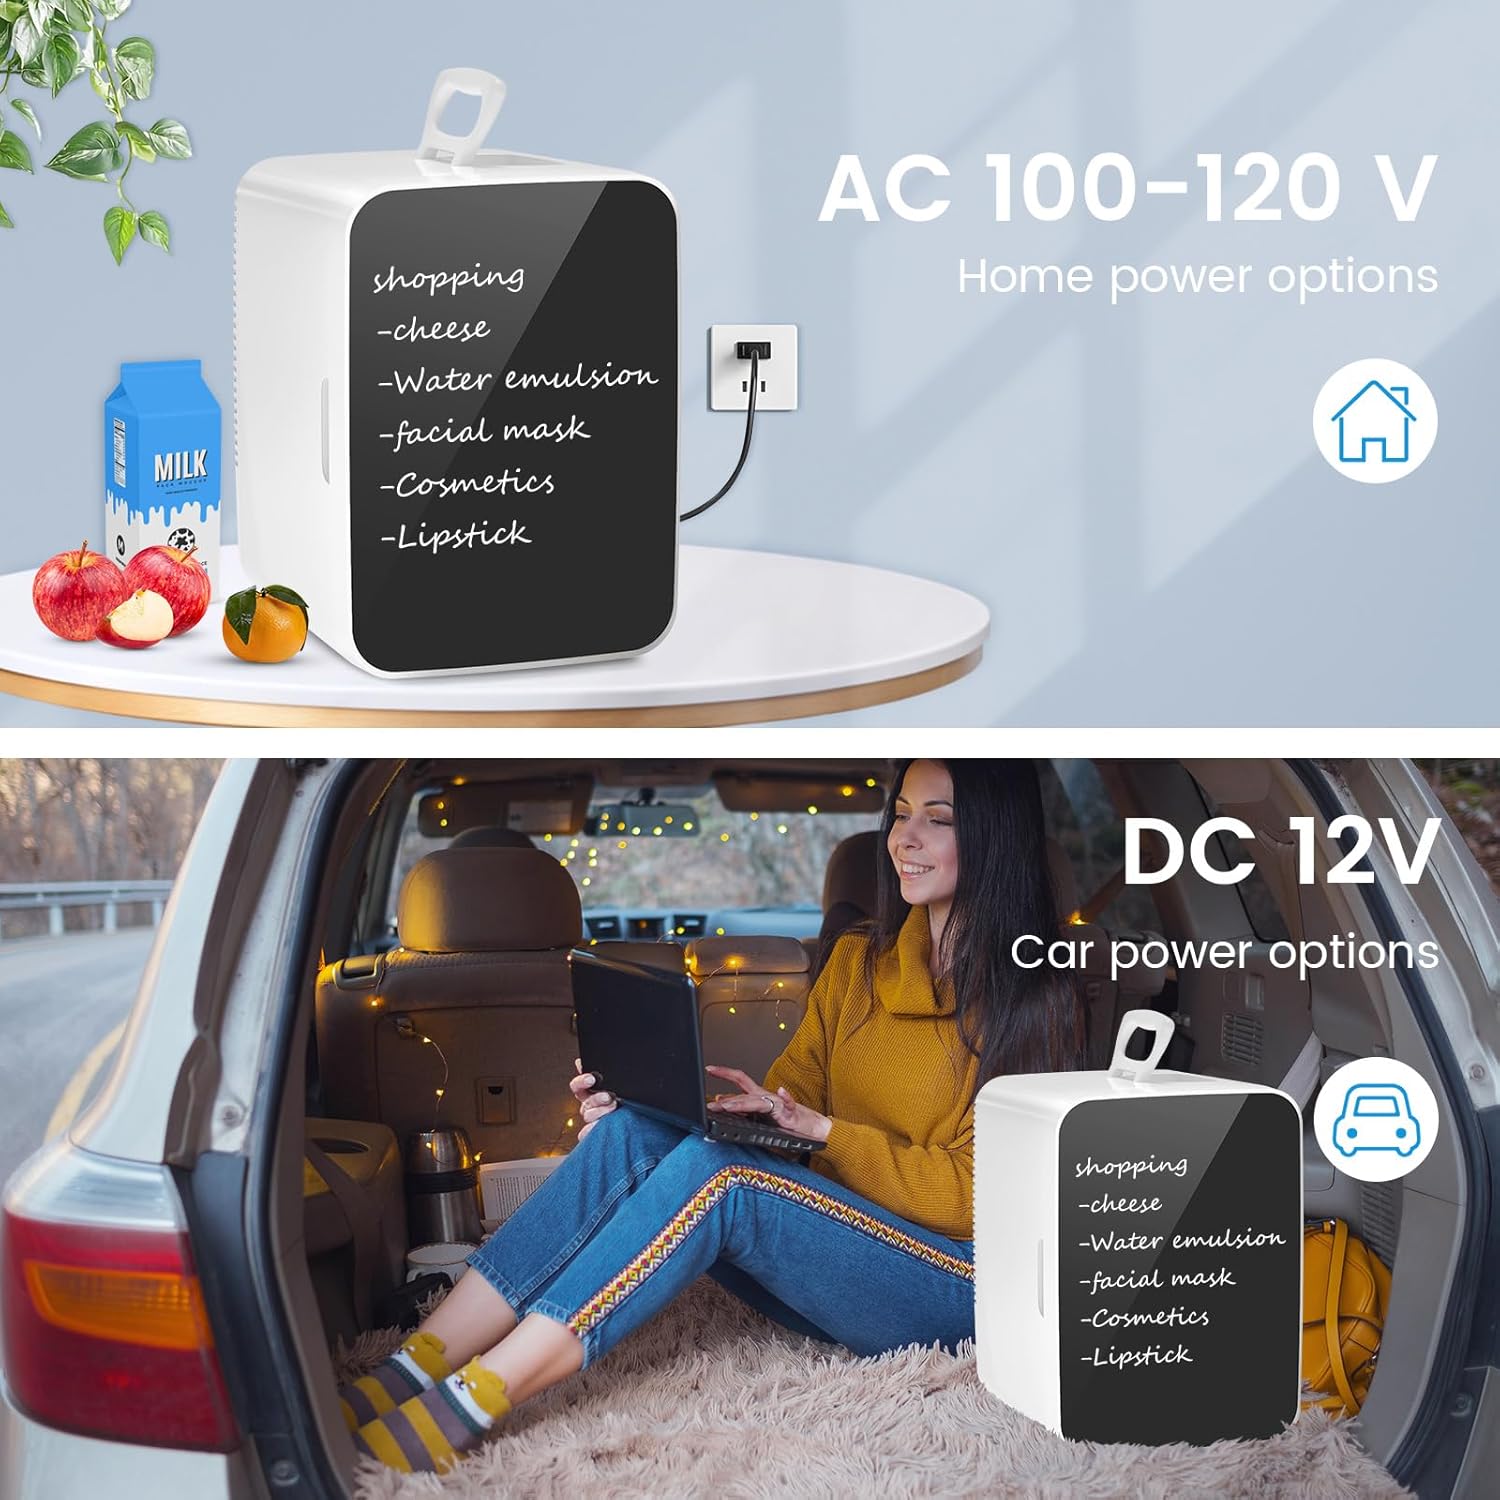 AC 100-120 V
Home power options
shopping
-cheese
-Water emulsion
-facial mask
-Cosmetics
-Lipstick
MILK
DC 12V
Car power options
shopping
-cheese
-Water emulsion
-facial mask
-Cosmetics
-Lipstick